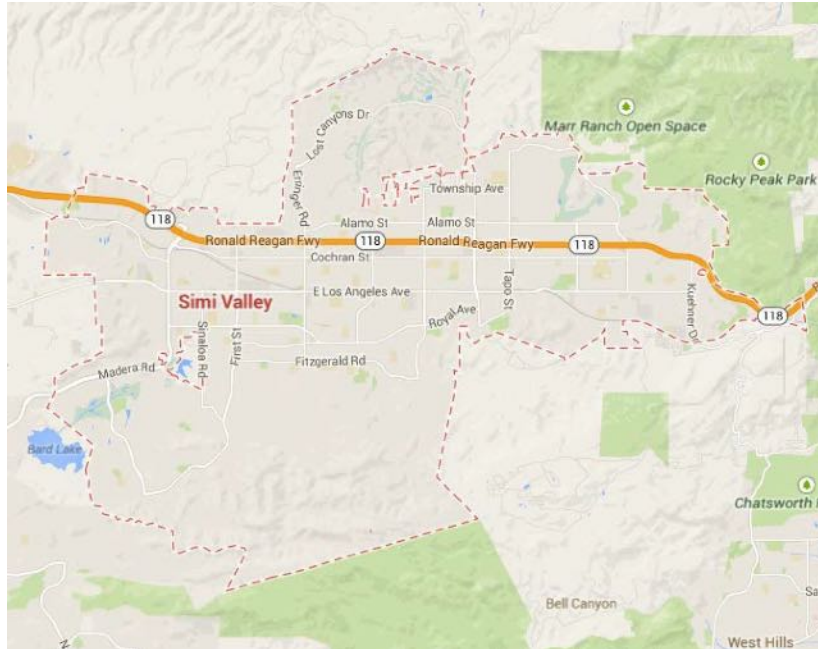 Lost Canyons Dr
Marr Ranch Open Space
Rocky Peak Park
Township Ave
Erringer Rd
118
Alamo St
Alamo St
Ronald Reagan Fwy
118
Ronald Reagan Fwy
118
Cochran St
Tapo St
Kuehner Dr
E Los Angeles Ave
Simi Valley
Royal Ave
118
Sinaloa Rd
First St
Fitzgerald Rd
Madera Rd
Bard Lake
Chatsworth
Bell Canyon
Sa
West Hills
N